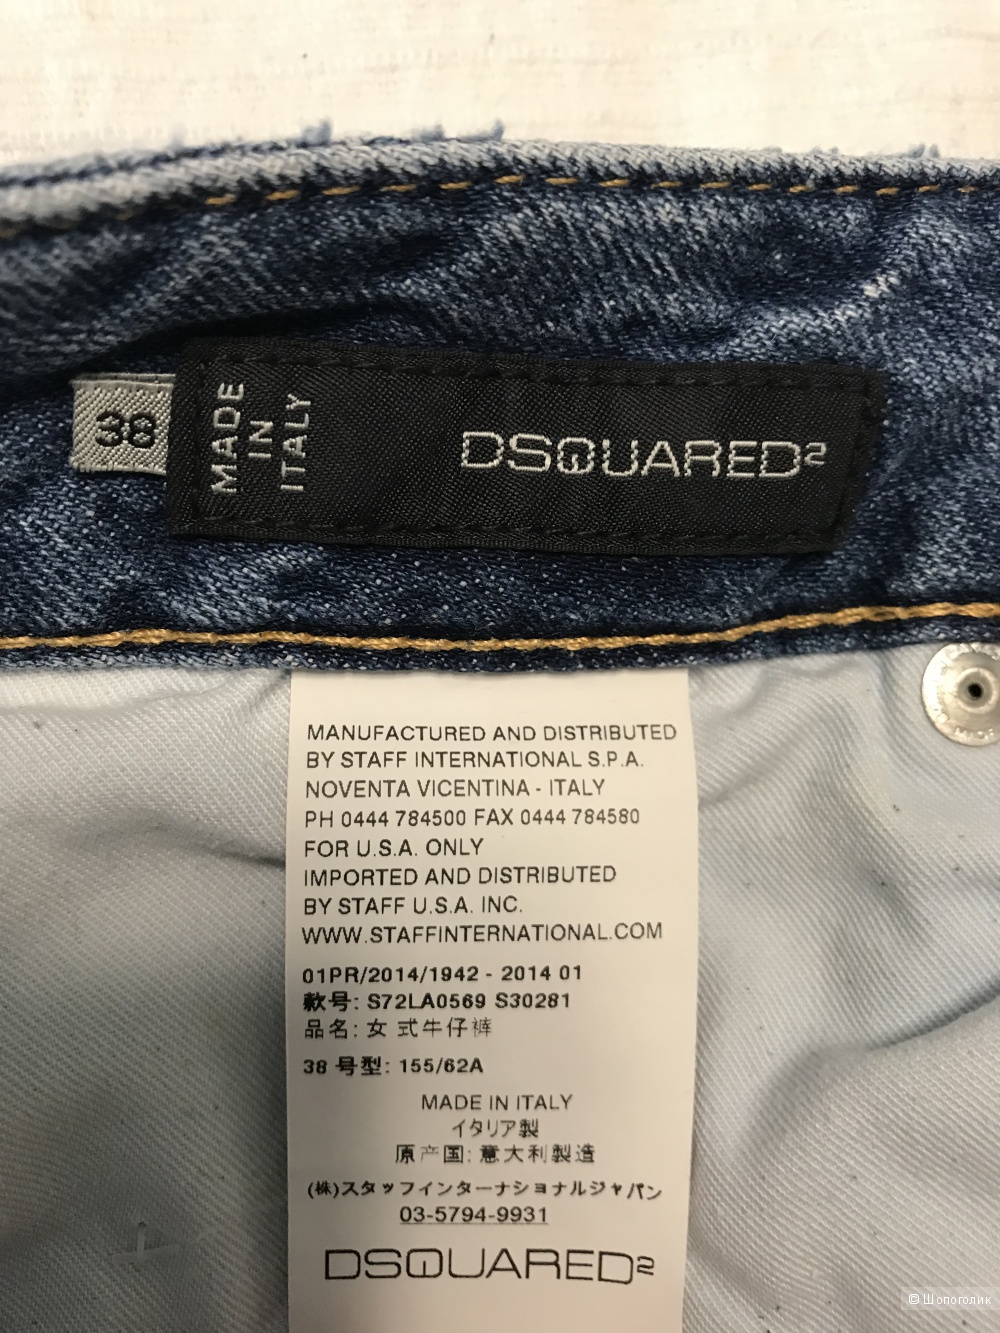 38
MADE
IN
ITALY
DSQUARED2
MANUFACTURED AND DISTRIBUTED
BY STAFF INTERNATIONAL S.P.A.
NOVENTA VICENTINA - ITALY
PH 0444 784500 FAX 0444 784580
FOR U.S.A. ONLY
IMPORTED AND DISTRIBUTED
BY STAFF U.S.A. INC.
WWW.STAFFINTERNATIONAL.COM
01PR/2014/1942 - 2014 01
款号: S72LA0569 S30281
品名: 女 式牛仔裤
38 号型: 155/62A
MADE IN ITALY
イタリア製
原产国: 意大利製造
(株)スタッフインターナショナルジャパン
03-5794-9931
DSQUARED2
© Шопоголик